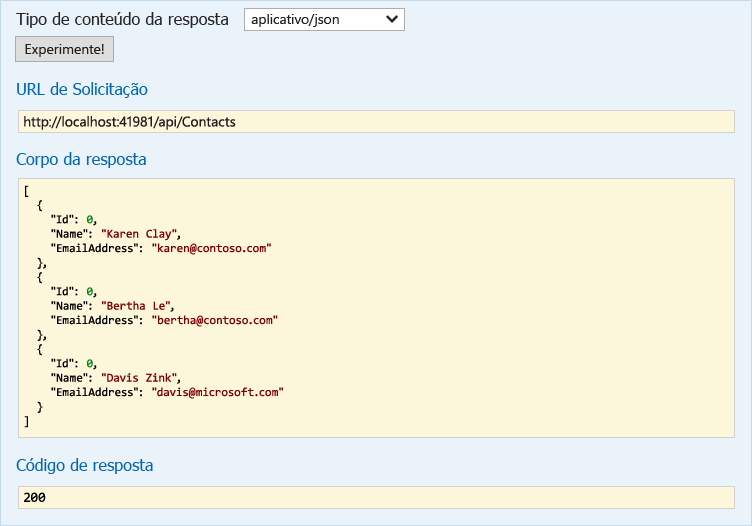 Tipo de conteúdo da resposta aplicativo/json
Experimente!
URL de Solicitação
http://localhost:41981/api/Contacts
Corpo da resposta
[
  {
    "Id": 0,
    "Name": "Karen Clay",
    "EmailAddress": "karen@contoso.com"
  },
  {
    "Id": 0,
    "Name": "Bertha Le",
    "EmailAddress": "bertha@contoso.com"
  },
  {
    "Id": 0,
    "Name": "Davis Zink",
    "EmailAddress": "davis@microsoft.com"
  }
]
Código de resposta
200